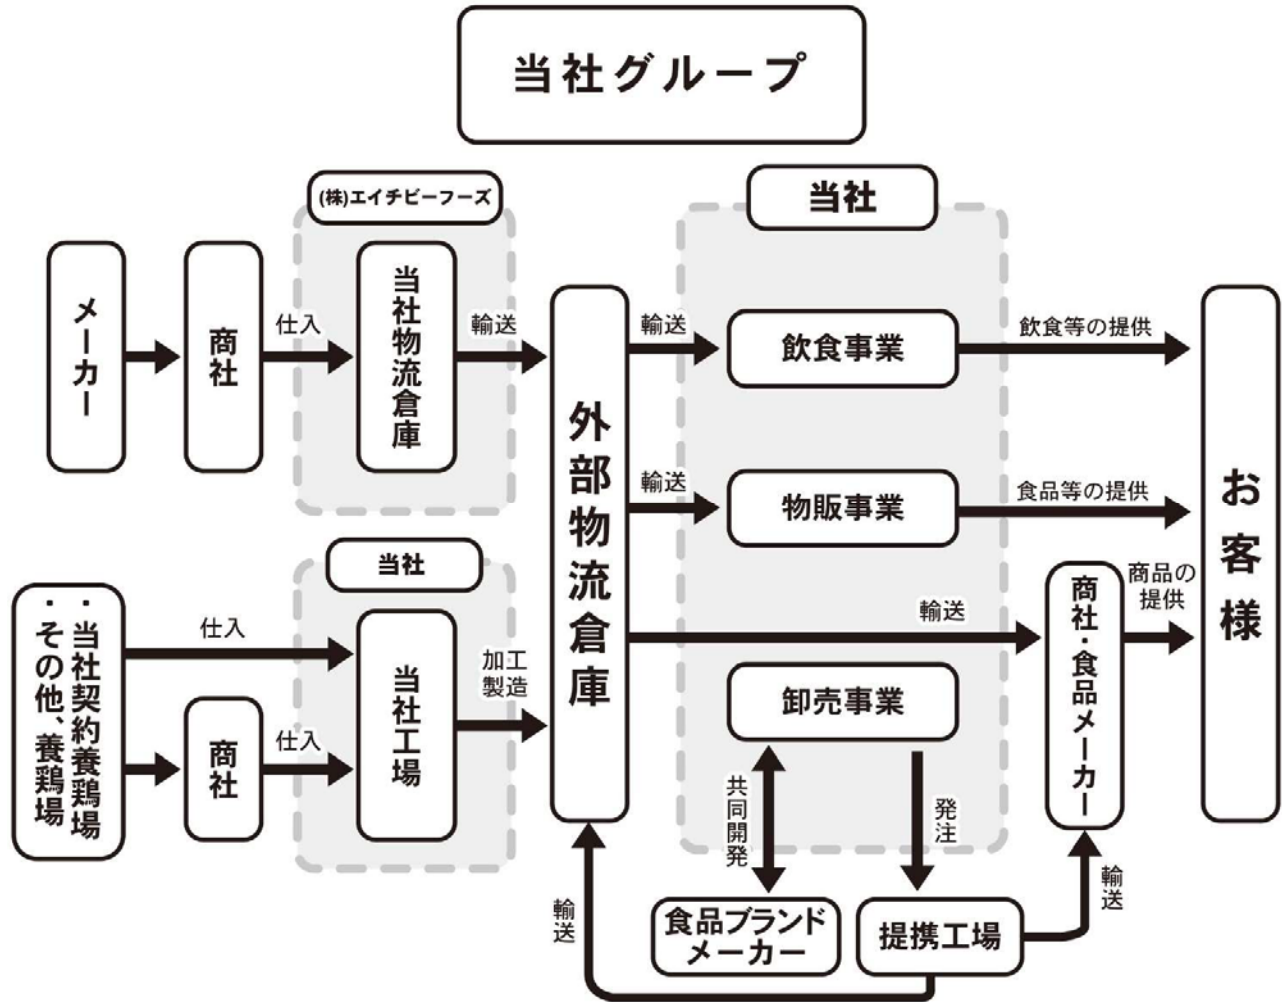 当社グループ
(株)エイチビーフーズ
メーカー
商社
仕入
当社物流倉庫
輸送
当社
・当社契約養鶏場
・その他、養鶏場
仕入
商社
仕入
当社工場
加工
製造
外部物流倉庫
当社
輸送
飲食事業
飲食等の提供
輸送
物販事業
食品等の提供
輸送
商社・食品メーカー
商品の
提供
お客様
卸売事業
共同開発
発注
食品ブランド
メーカー
提携工場
輸送
輸送